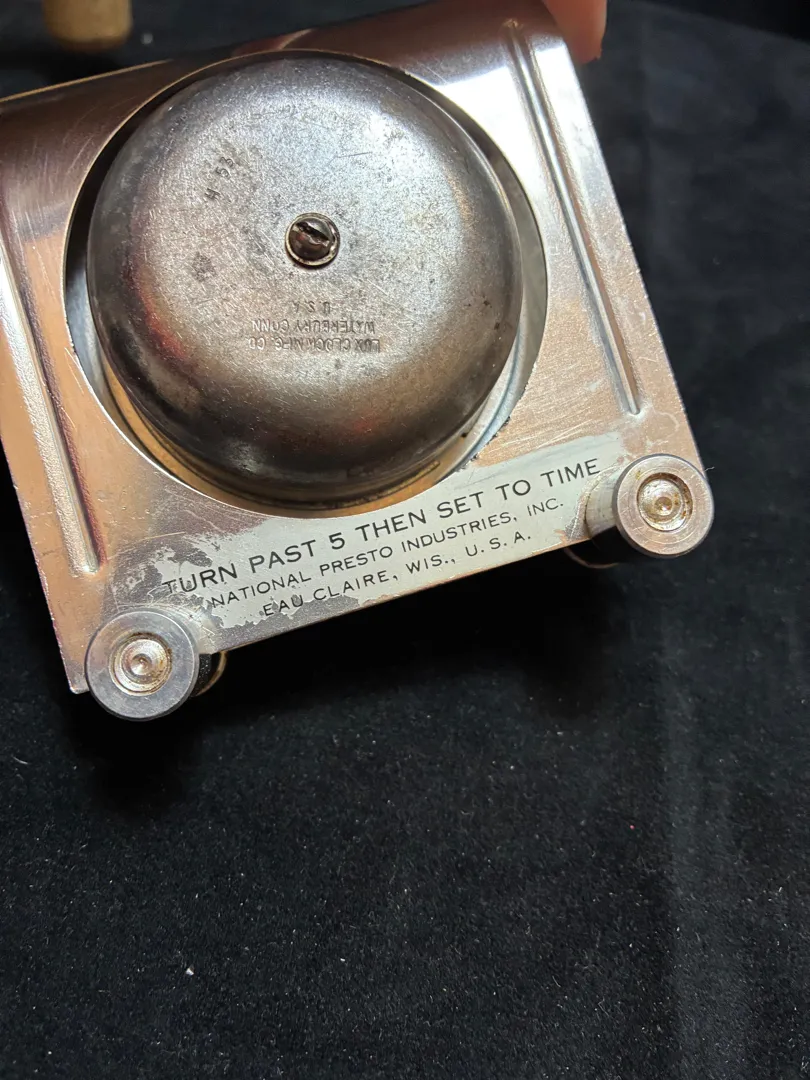 H 53
LUX CLOCK MFG. CO
WATERBURY CONN
U S A
TURN PAST 5 THEN SET TO TIME
NATIONAL PRESTO INDUSTRIES, INC.
EAU CLAIRE, WIS., U.S.A.